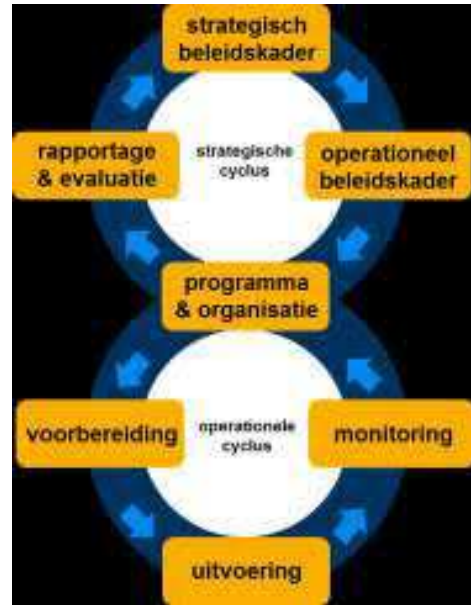 strategisch
beleidskader
rapportage
& evaluatie
strategische
cyclus
operationeel
beleidskader
programma
& organisatie
voorbereiding
operationele
cyclus
monitoring
uitvoering